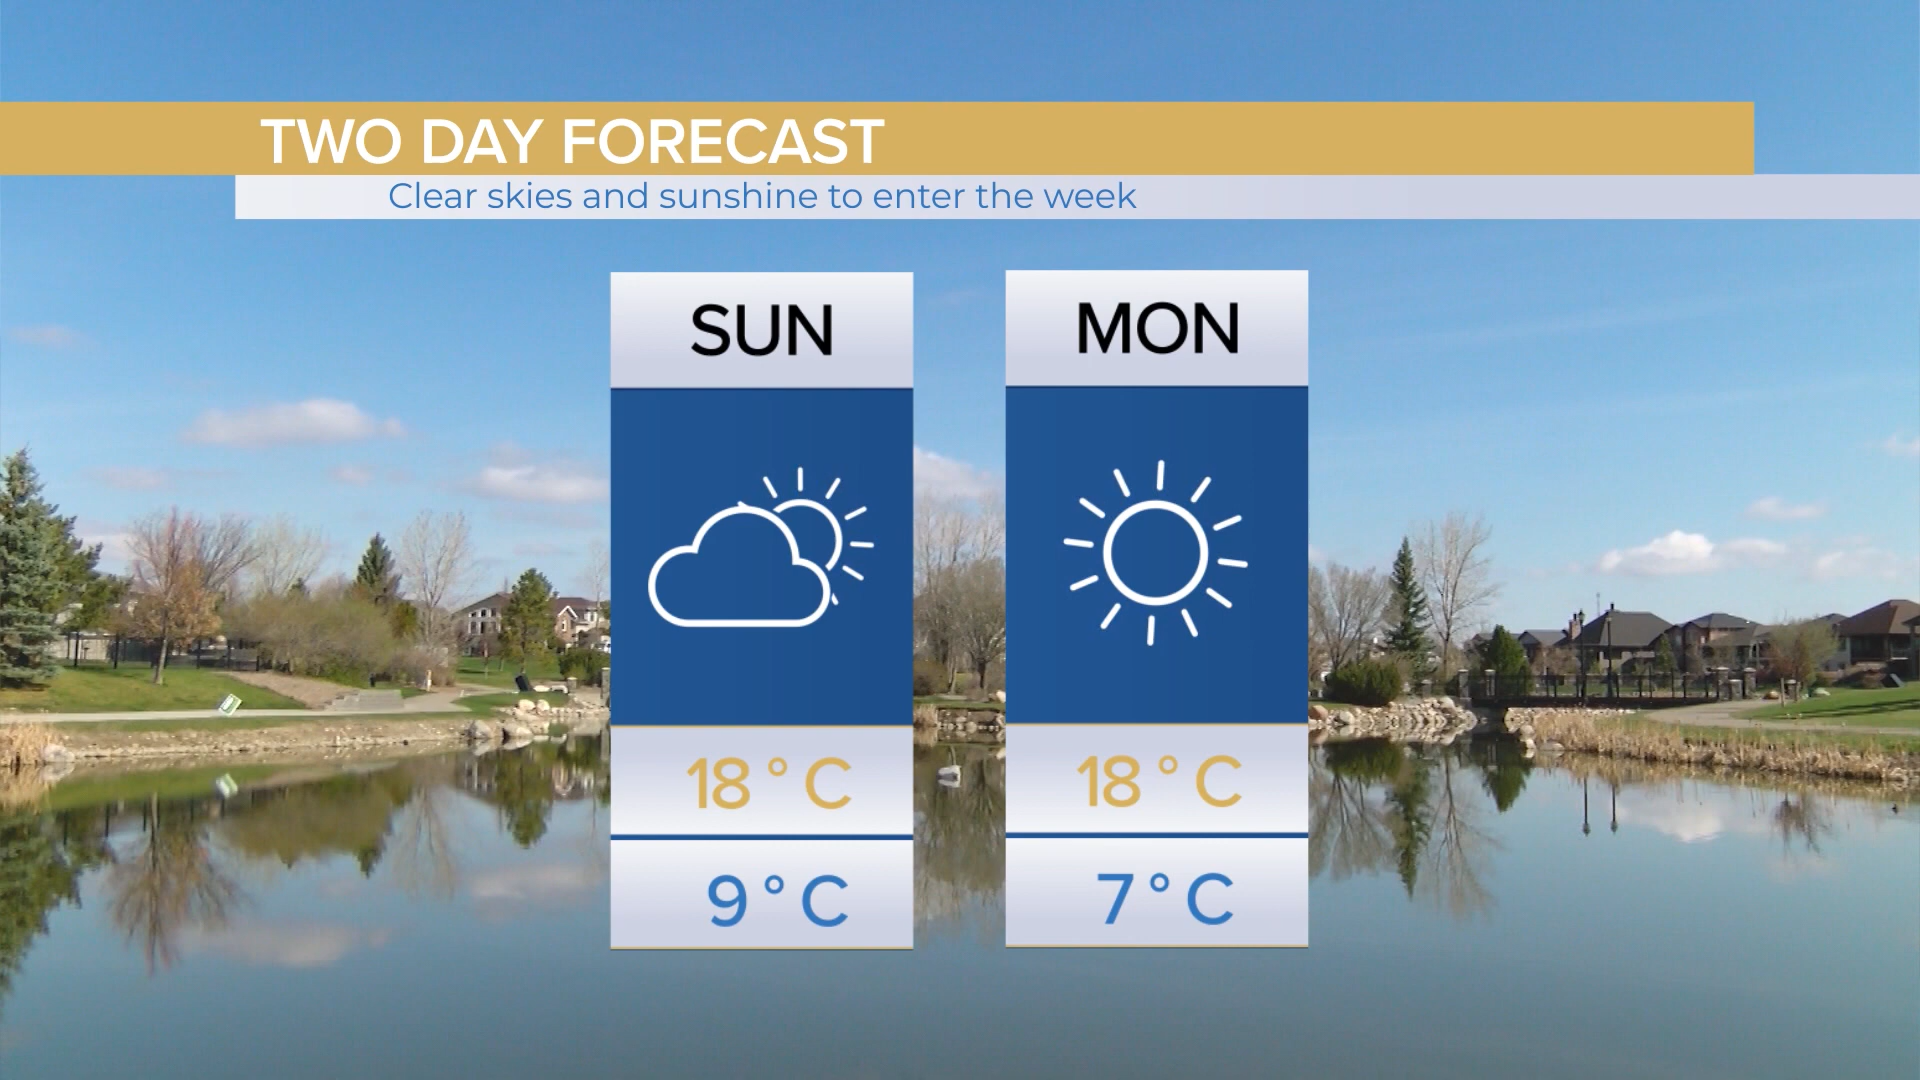 TWO DAY FORECAST
Clear skies and sunshine to enter the week
SUN
18°C
9°C
MON
18°C
7°C